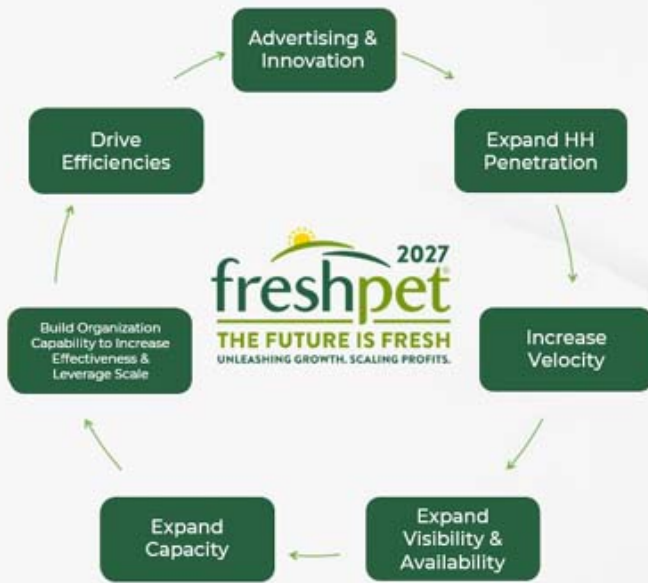 Advertising &
Innovation
Expand HH
Penetration
Increase
Velocity
Expand
Visibility &
Availability
Expand
Capacity
Build Organization
Capability to Increase
Effectiveness &
Leverage Scale
Drive
Efficiencies
2027
freshpet®
THE FUTURE IS FRESH
UNLEASHING GROWTH. SCALING PROFITS.